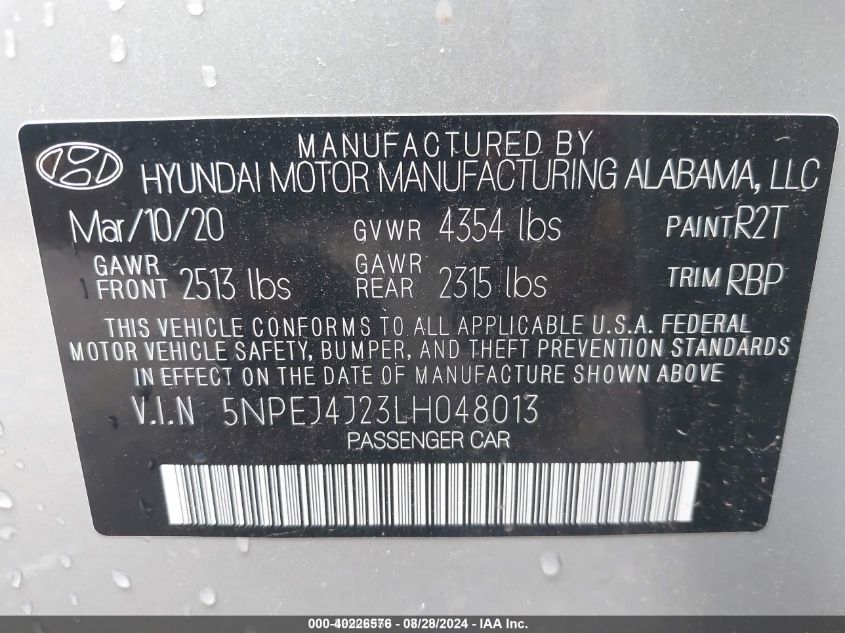 MANUFACTURED BY
HYUNDAI MOTOR MANUFACTURING ALABAMA, LLC
Mar/10/20 GVWR 4354 lbs PAINT R2T
GAWR FRONT 2513 lbs GAWR REAR 2315 lbs TRIM RBP
THIS VEHICLE CONFORMS TO ALL APPLICABLE U.S.A. FEDERAL
MOTOR VEHICLE SAFETY, BUMPER, AND THEFT PREVENTION STANDARDS
IN EFFECT ON THE DATE OF MANUFACTURE SHOWN ABOVE
V.I.N 5NPEJ4J23LH048013
PASSENGER CAR
000-40226576 / 08/28/2024 - IAA Inc.